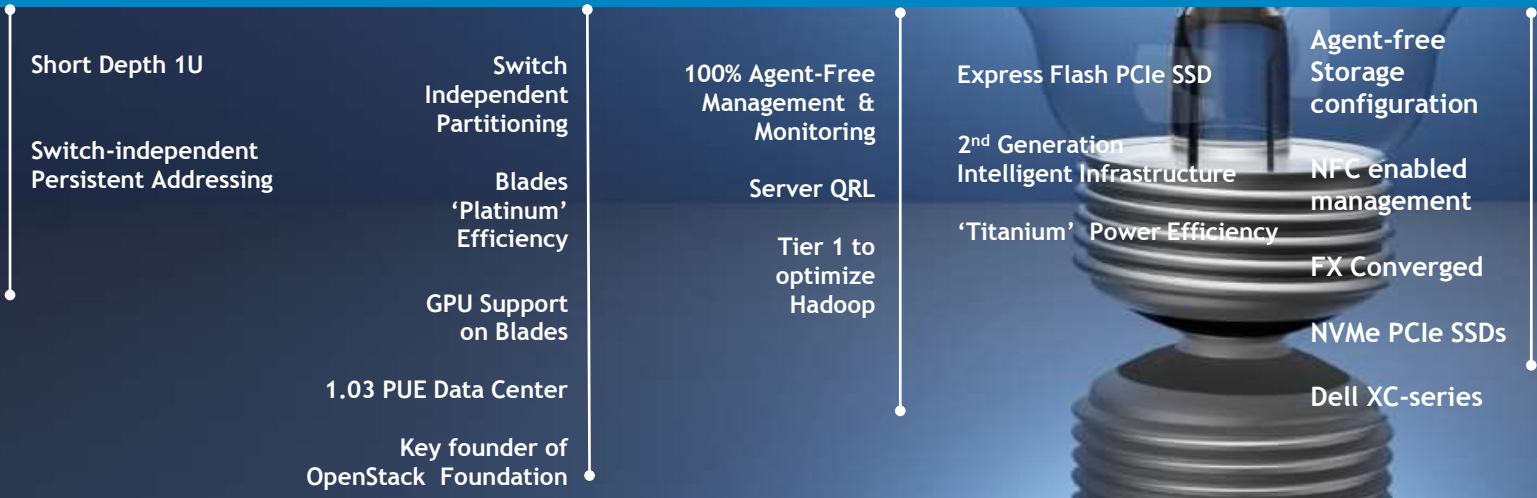 Short Depth 1U
Switch-independent
Persistent Addressing
Switch
Independent
Partitioning
Blades
‘Platinum’
Efficiency
GPU Support
on Blades
1.03 PUE Data Center
Key founder of
OpenStack Foundation
100% Agent-Free
Management &
Monitoring
Server QRL
Tier 1 to
optimize
Hadoop
Express Flash PCIe SSD
2nd Generation
Intelligent Infrastructure
‘Titanium’ Power Efficiency
Agent-free
Storage
configuration
NFC enabled
management
FX Converged
NVMe PCIe SSDs
Dell XC-series